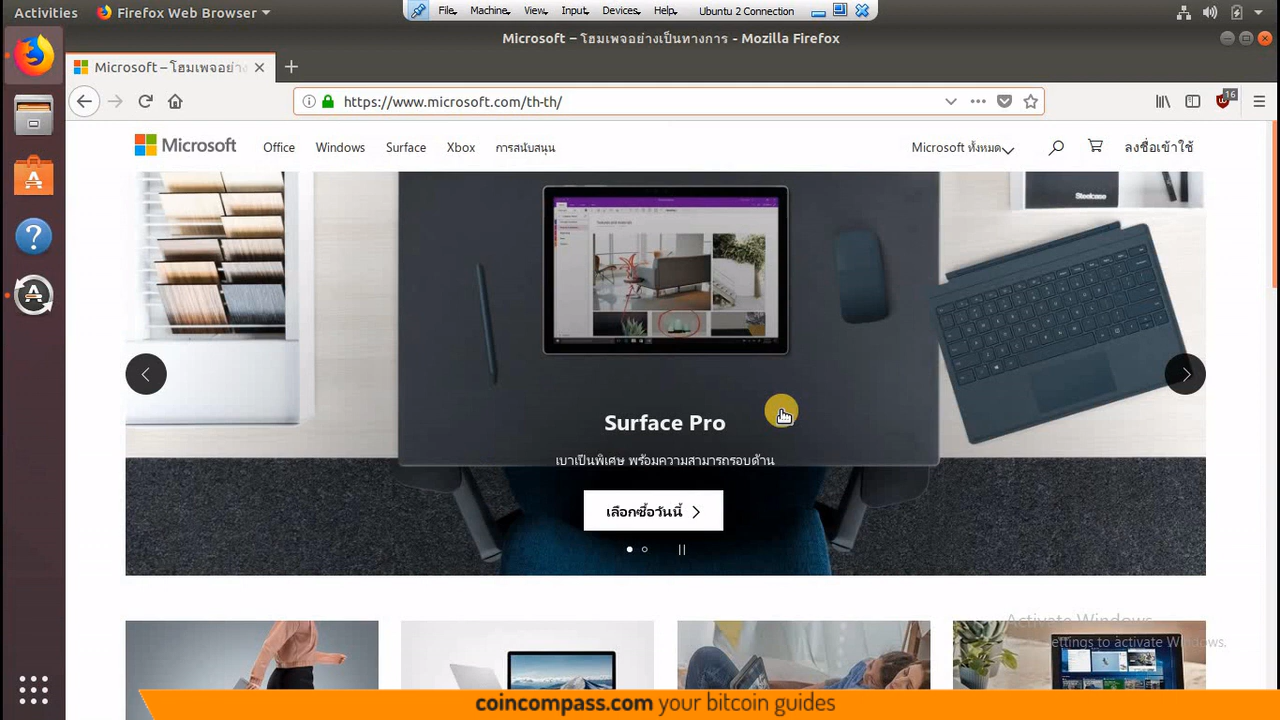 Activities
Firefox Web Browser
File Machine View Input Devices Help Ubuntu 2 Connection
Microsoft – โฮมเพจอย่างเป็นทางการ - Mozilla Firefox
Microsoft – โฮมเพจอย่าง
https://www.microsoft.com/th-th/
16
Microsoft
Office
Windows
Surface
Xbox
การสนับสนุน
Microsoft ทั้งหมด
ลงชื่อเข้าใช้
Steelcase
Surface Pro
เบาเป็นพิเศษ พร้อมความสามารถรอบด้าน
เลือกซื้อวันนี้
Activate Windows
ettings to activate Windows.
coincompass.com your bitcoin guides